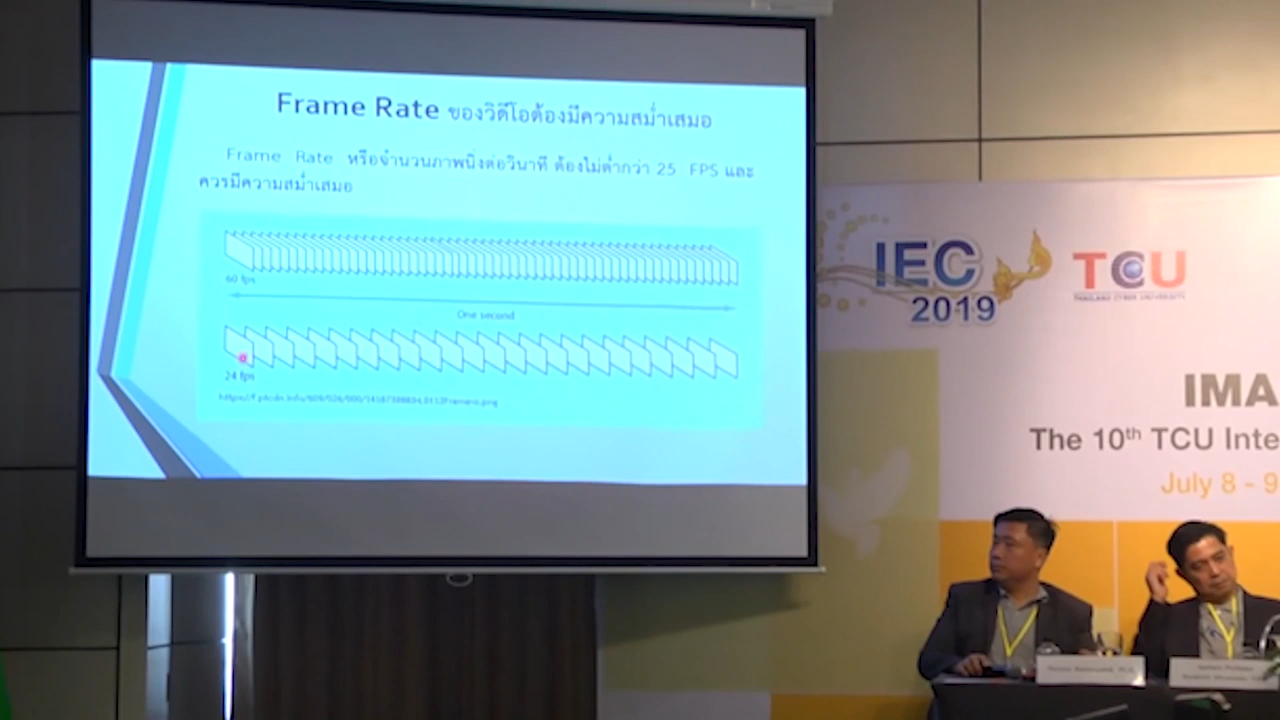 Frame Rate ของวิดีโอต้องมีความสม่ำเสมอ
Frame Rate หรือจำนวนภาพนิ่งต่อวินาที ต้องไม่ต่ำกว่า 25 FPS และ
ควรมีความสม่ำเสมอ
60 fps
One second
24 fps
IEC
2019
TCU
THAILAND CYBER UNIVERSITY
IMA
The 10th TCU Inte
July 8 - 9